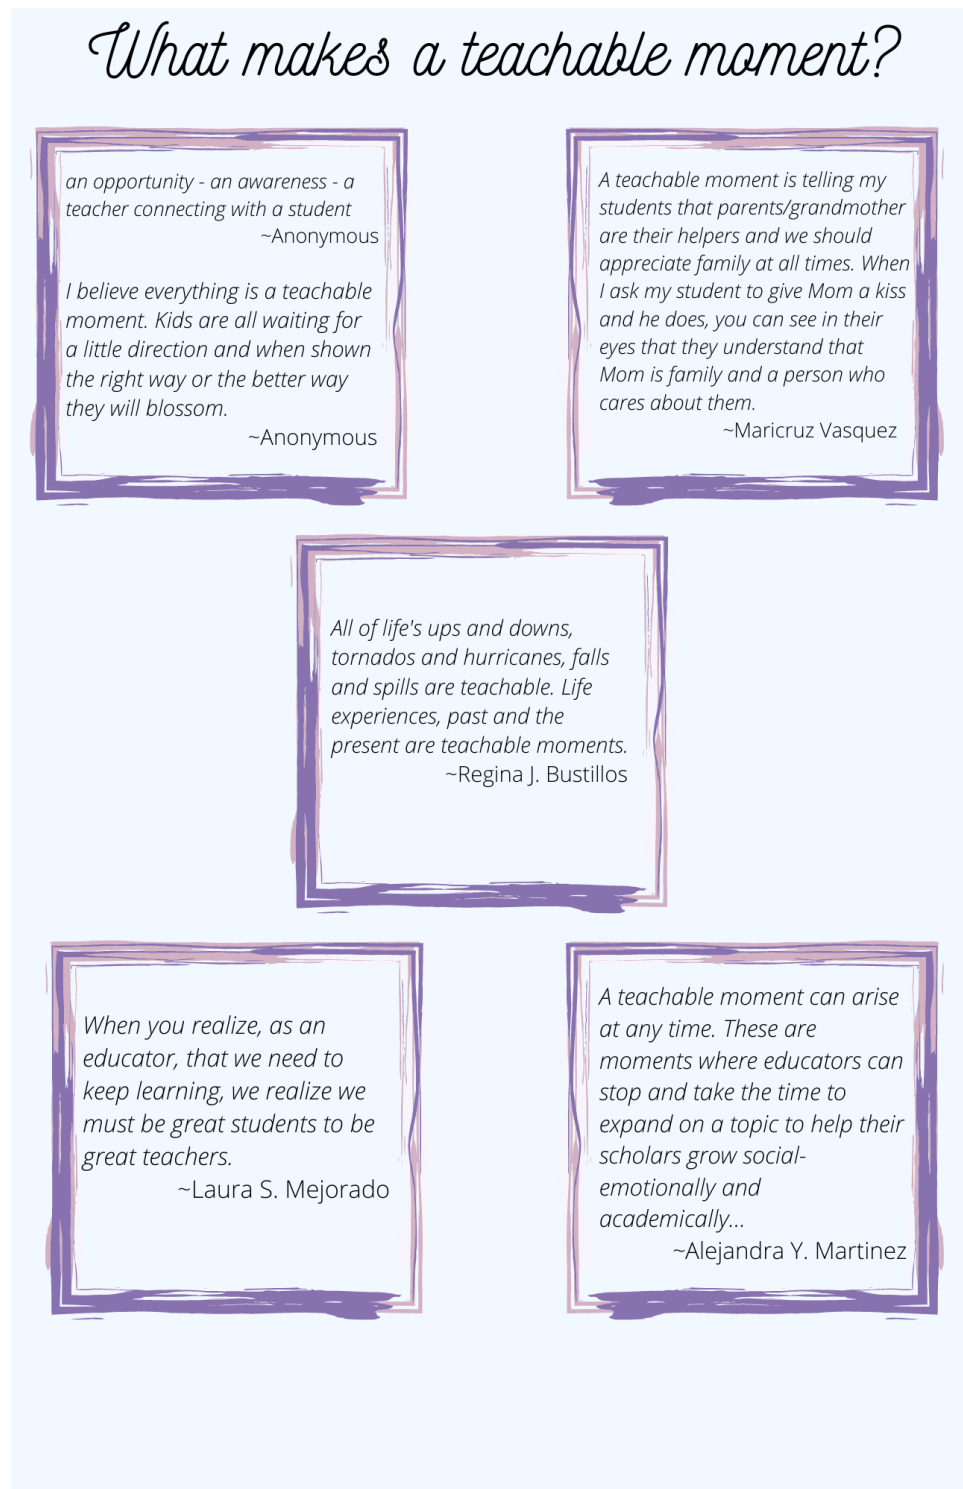 What makes a teachable moment?
an opportunity - an awareness - a
teacher connecting with a student
~Anonymous
I believe everything is a teachable
moment. Kids are all waiting for
a little direction and when shown
the right way or the better way
they will blossom.
~Anonymous
A teachable moment is telling my
students that parents/grandmother
are their helpers and we should
appreciate family at all times. When
I ask my student to give Mom a kiss
and he does, you can see in their
eyes that they understand that
Mom is family and a person who
cares about them.
~Maricruz Vasquez
All of life's ups and downs,
tornados and hurricanes, falls
and spills are teachable. Life
experiences, past and the
present are teachable moments.
~Regina J. Bustillos
When you realize, as an
educator, that we need to
keep learning, we realize we
must be great students to be
great teachers.
~Laura S. Mejorado
A teachable moment can arise
at any time. These are
moments where educators can
stop and take the time to
expand on a topic to help their
scholars grow social-
emotionally and
academically...
~Alejandra Y. Martinez